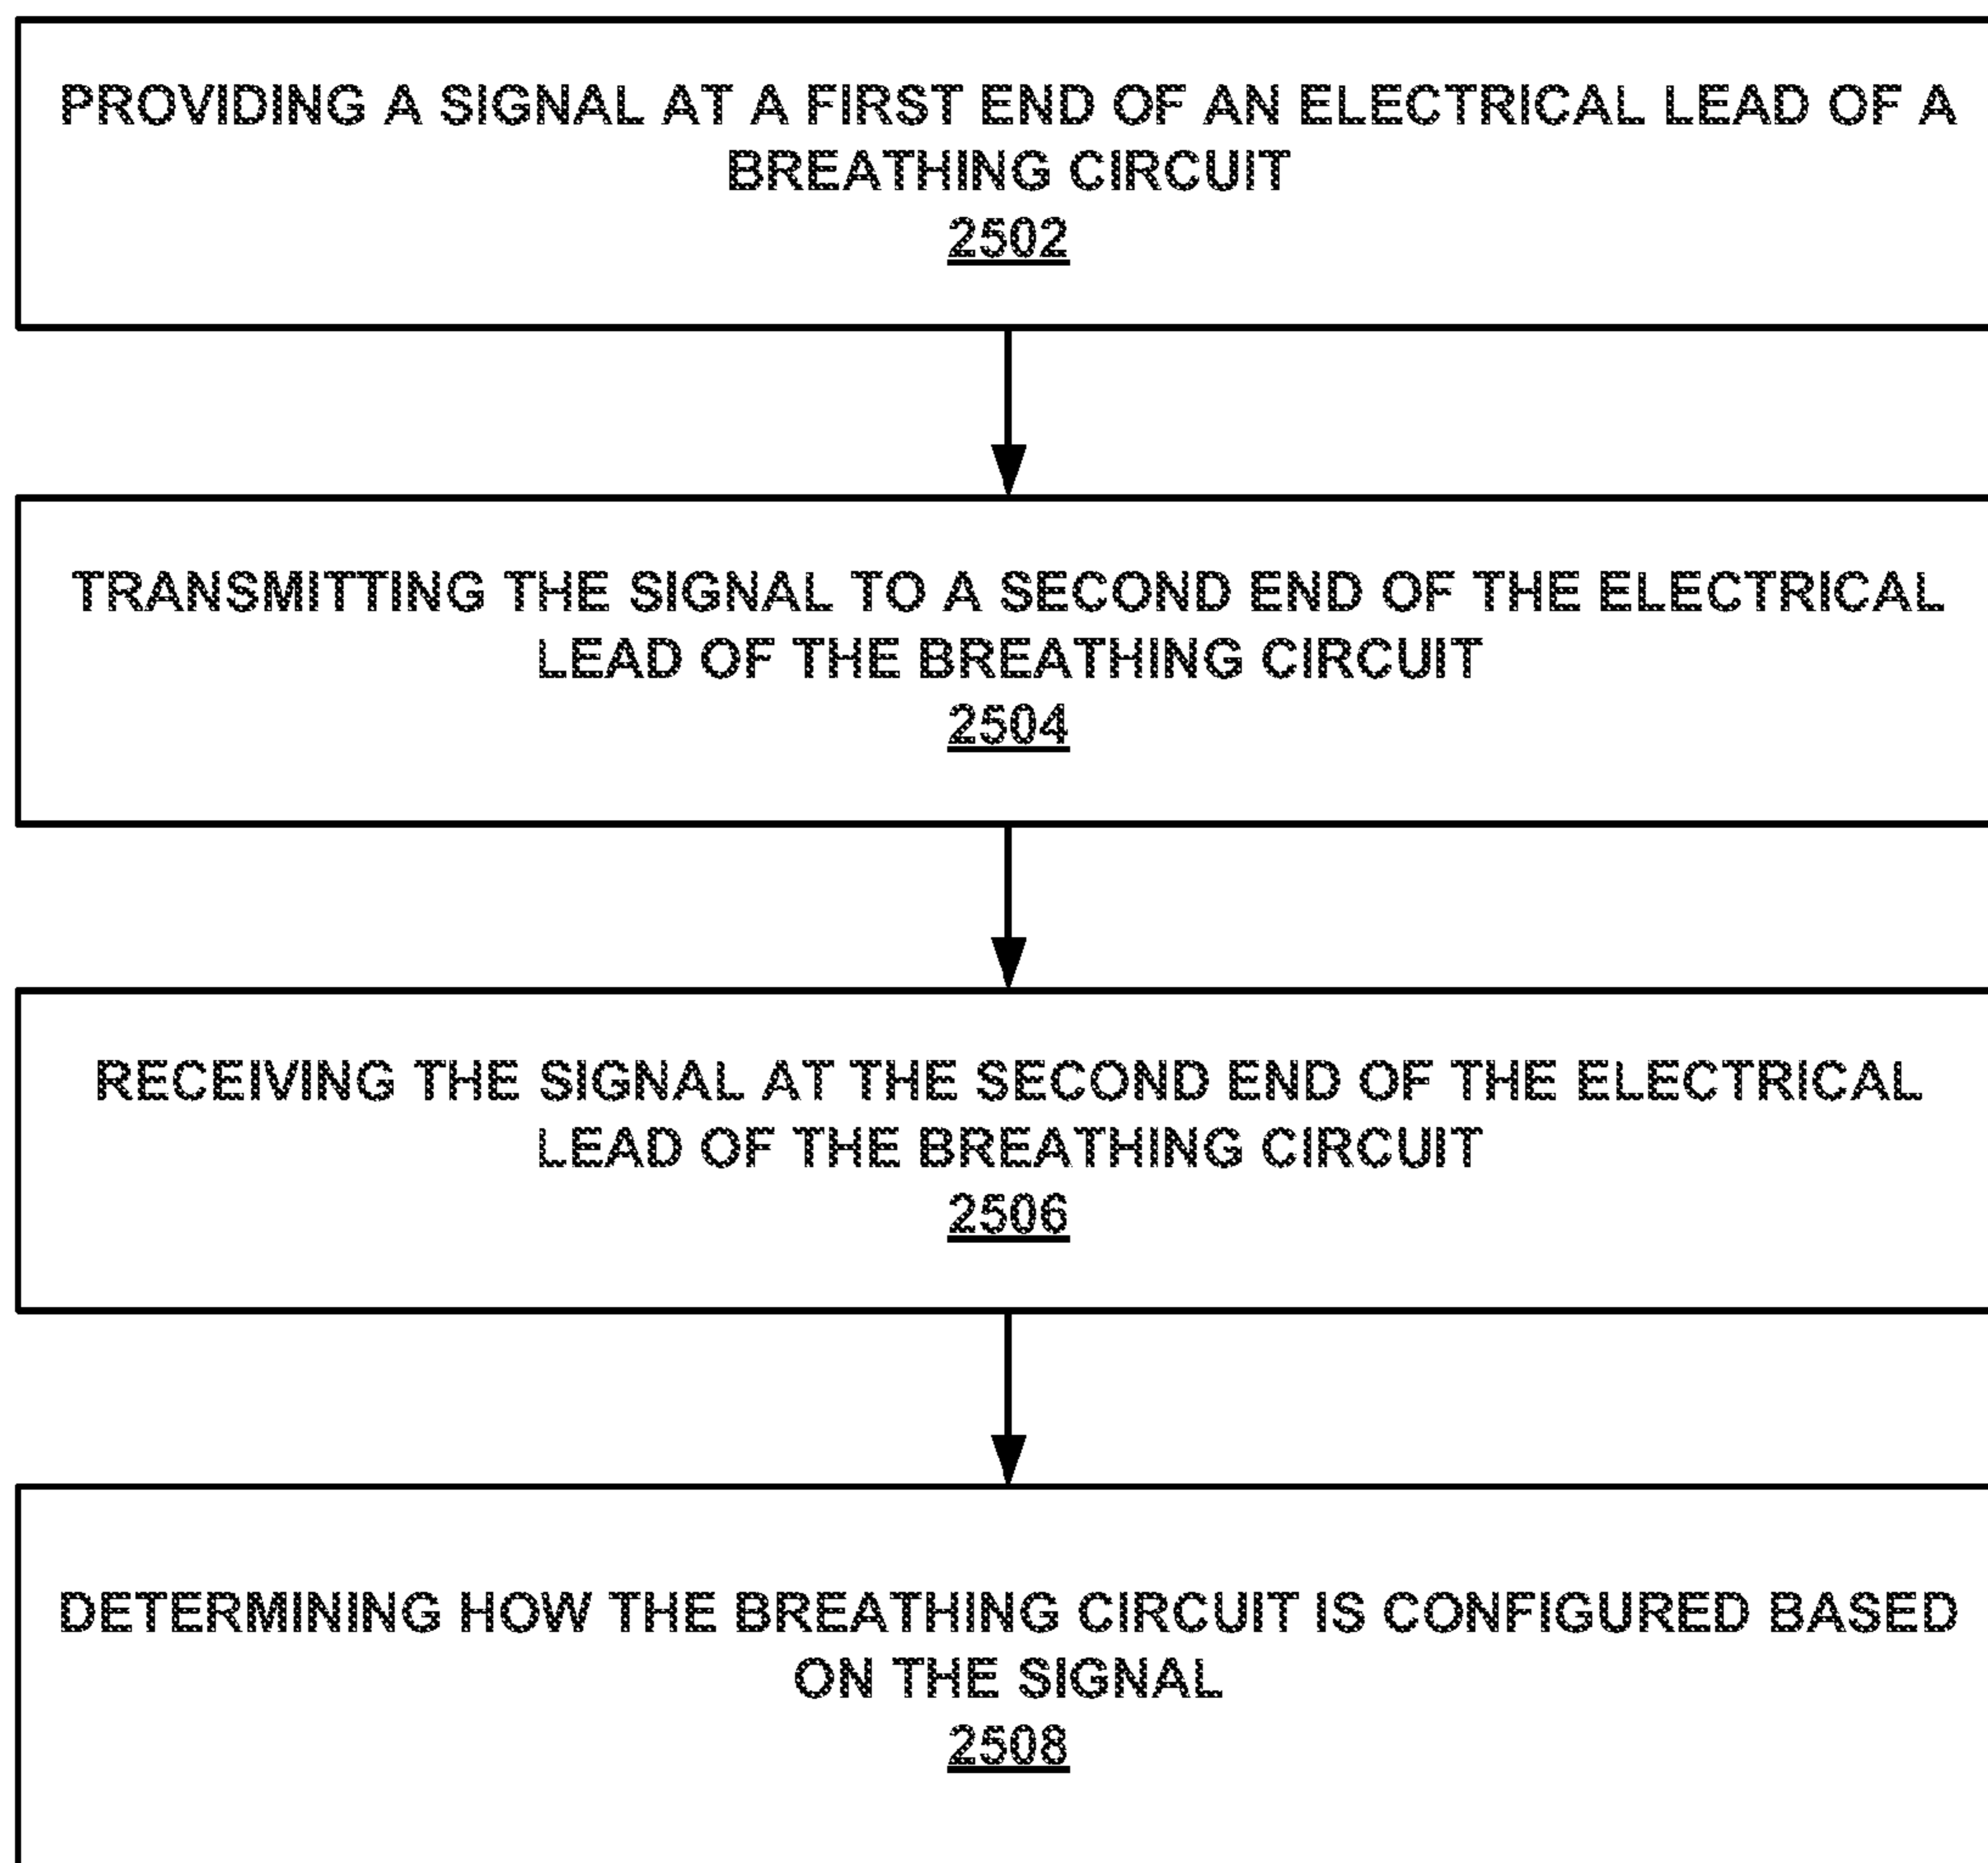 PROVIDING A SIGNAL AT A FIRST END OF AN ELECTRICAL LEAD OF A
BREATHING CIRCUIT
2502
TRANSMITTING THE SIGNAL TO A SECOND END OF THE ELECTRICAL
LEAD OF THE BREATHING CIRCUIT
2504
RECEIVING THE SIGNAL AT THE SECOND END OF THE ELECTRICAL
LEAD OF THE BREATHING CIRCUIT
2506
DETERMINING HOW THE BREATHING CIRCUIT IS CONFIGURED BASED
ON THE SIGNAL
2508